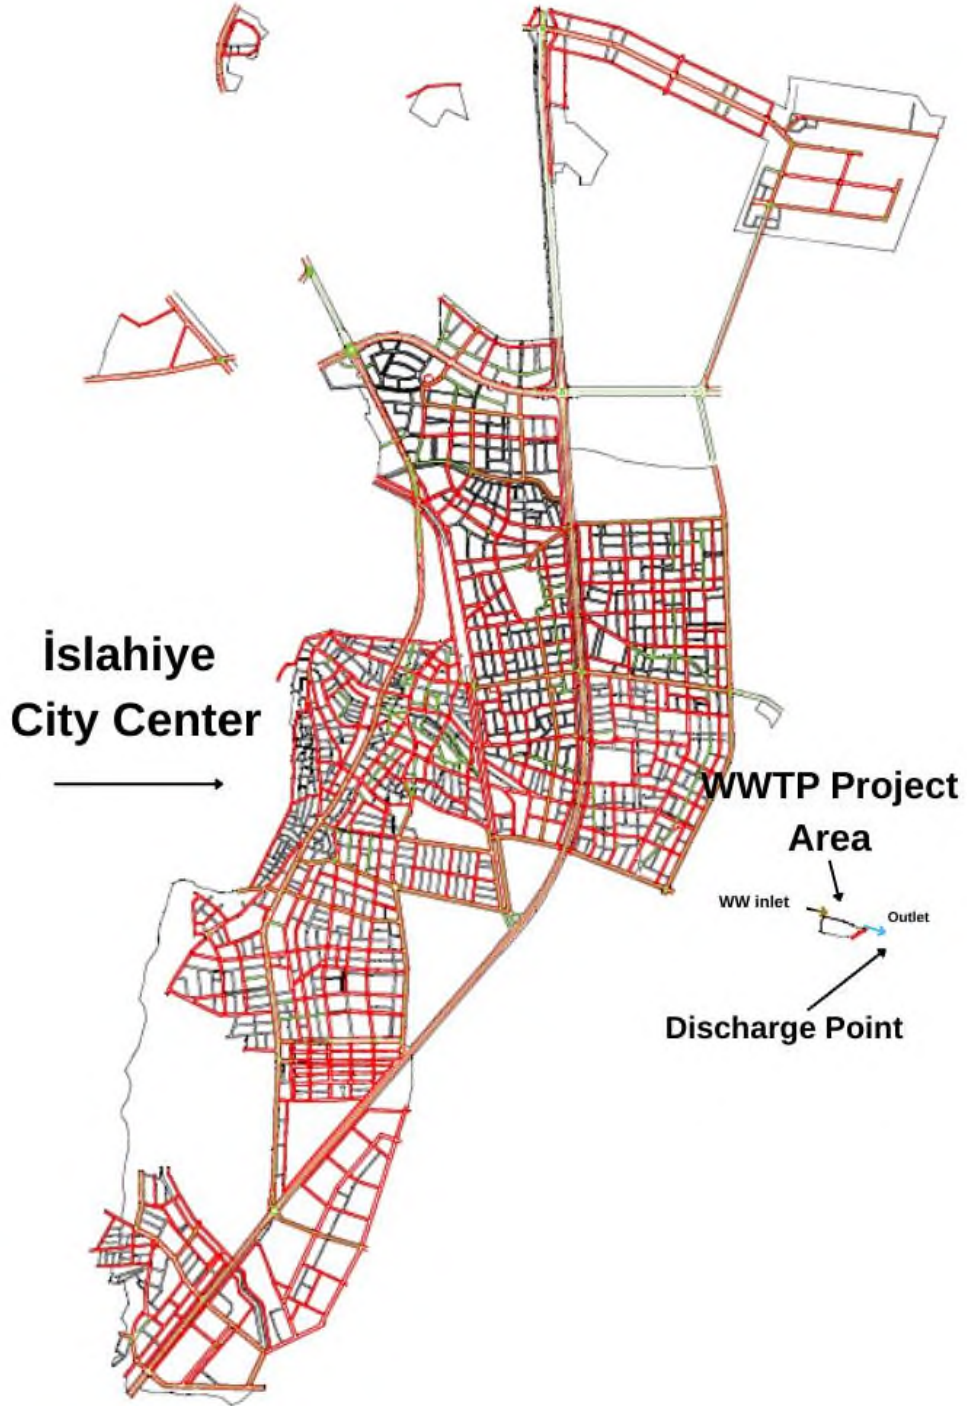 İslahiye
City Center
WWTP Project
Area
WW inlet
Outlet
Discharge Point